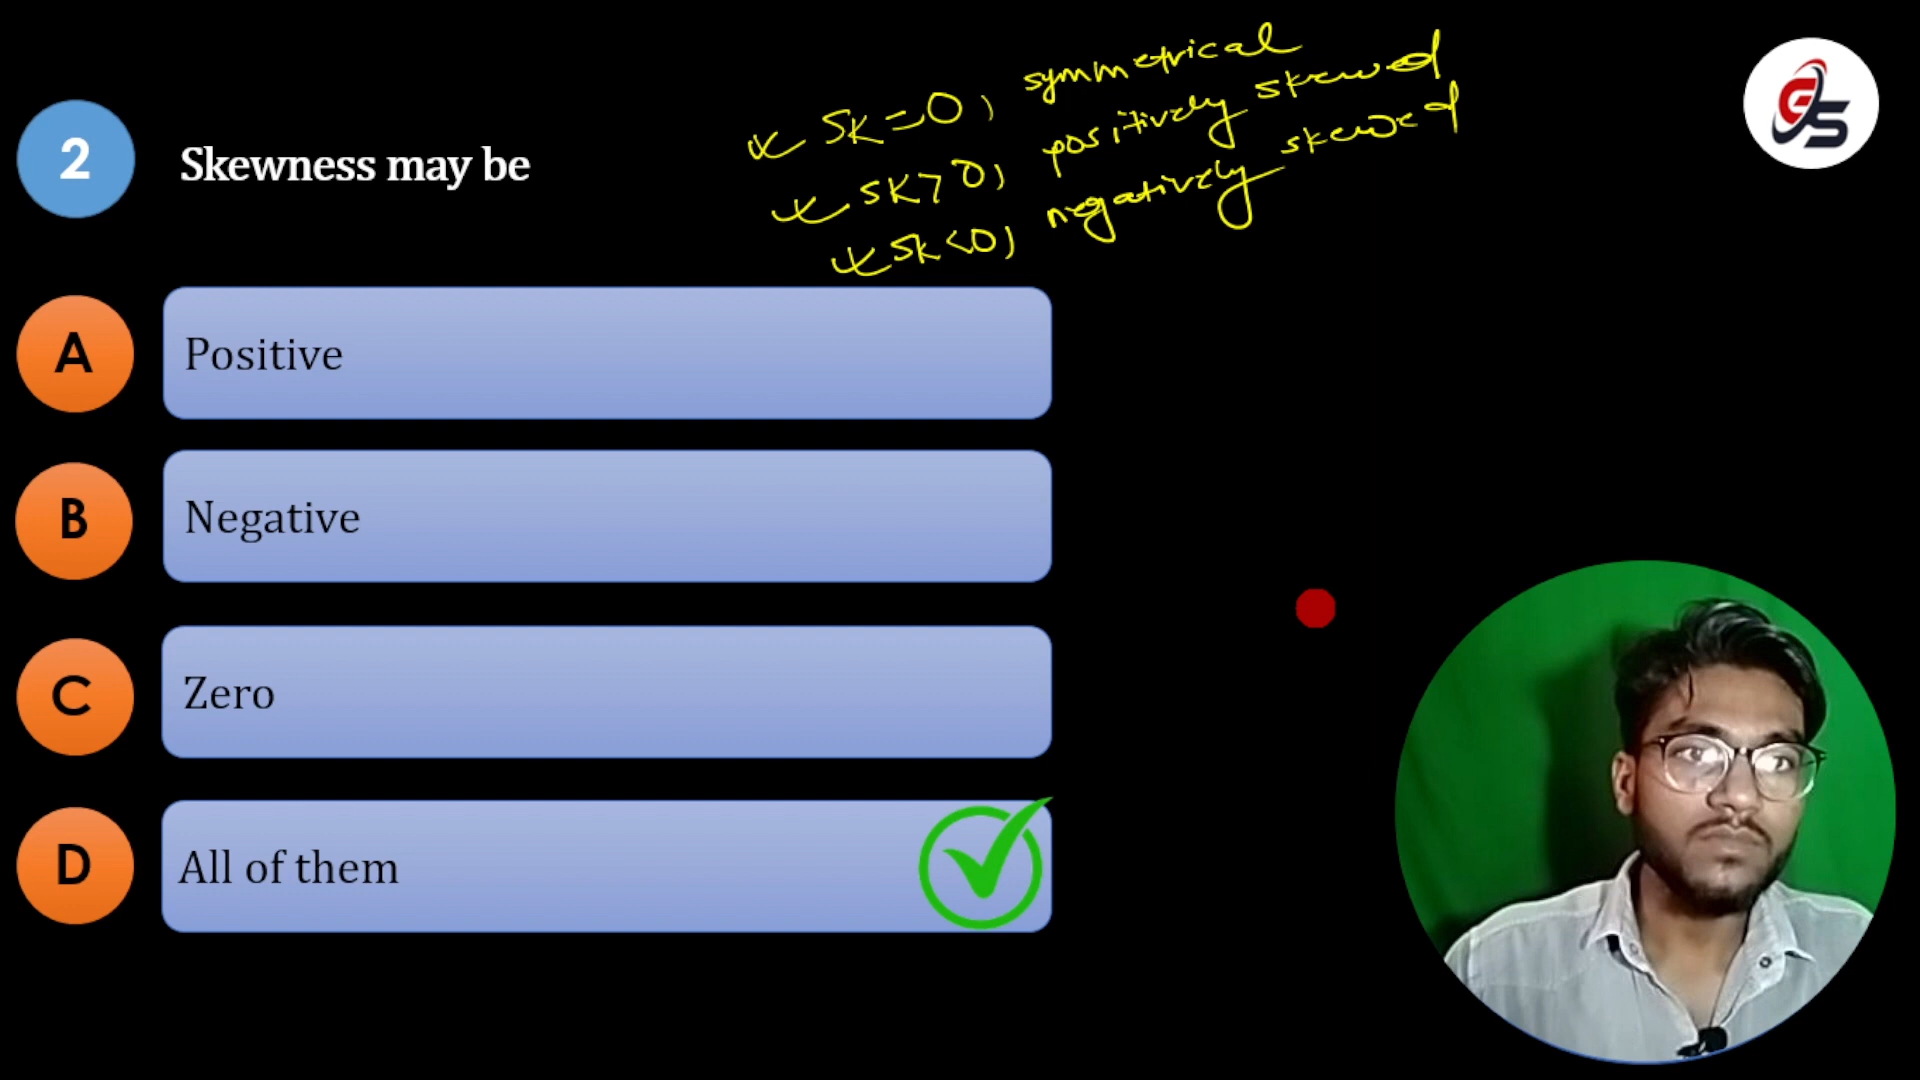 Sk=0, symmetrical
Sk>0, positively skewed
Sk<0, negatively skewed
GS
2
Skewness may be
A
Positive
B
Negative
C
Zero
D
All of them